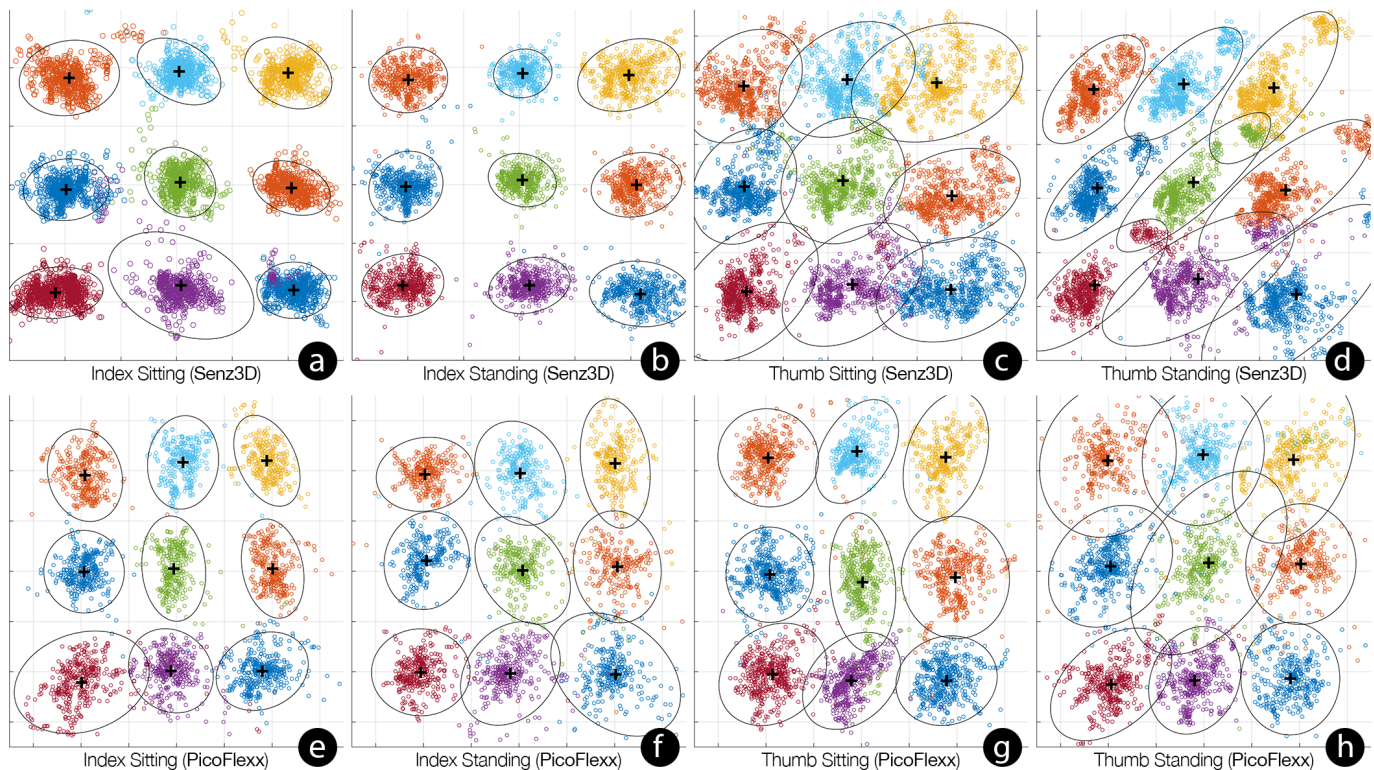 a
b
c
d
Index Sitting (Senz3D)
Index Standing (Senz3D)
Thumb Sitting (Senz3D)
Thumb Standing (Senz3D)
e
f
g
h
Index Sitting (PicoFlexx)
Index Standing (PicoFlexx)
Thumb Sitting (PicoFlexx)
Thumb Standing (PicoFlexx)